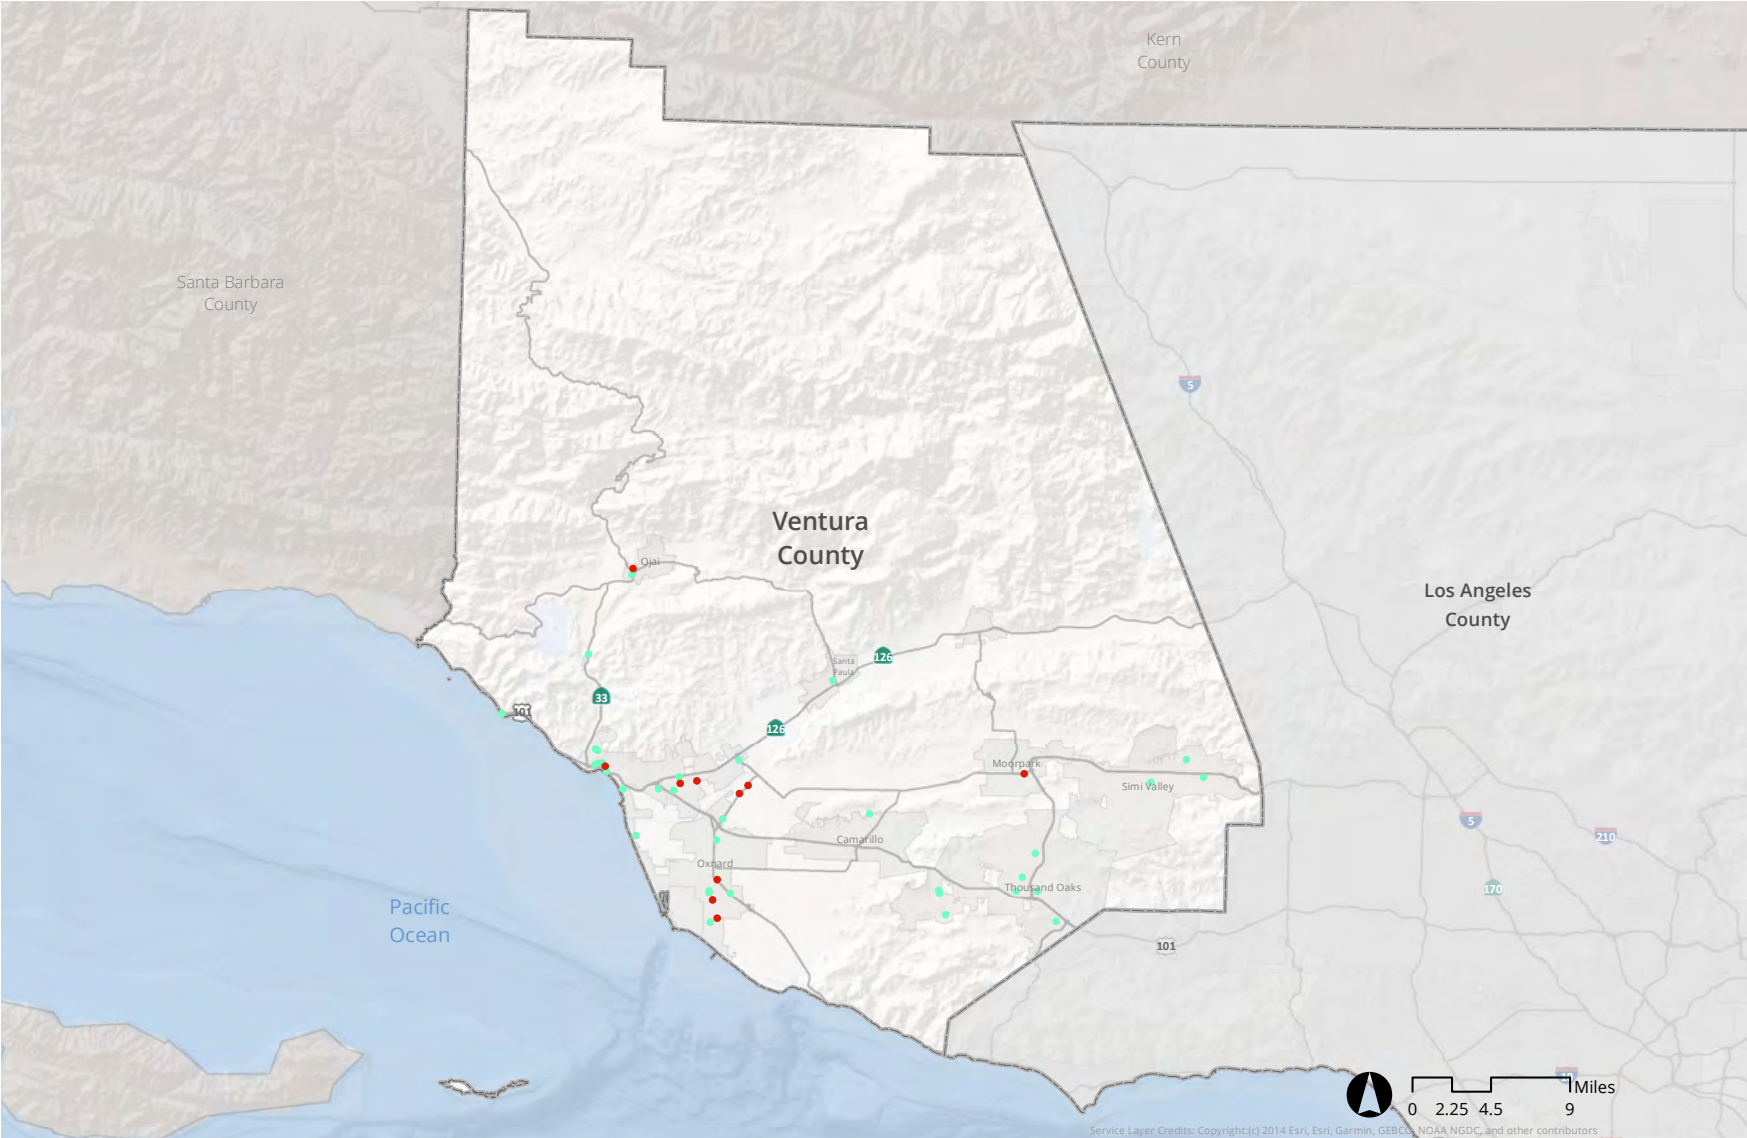 Kern
County
Santa Barbara
County
5
Ventura
County
Ojai
Los Angeles
County
126
Santa
Paula
33
101
126
Moorpark
Simi Valley
5
210
Camarillo
Oxnard
Thousand Oaks
170
Pacific
Ocean
101
Miles
0 2.25 4.5 9
Service Layer Credits: Copyright:(c) 2014 Esri, Esri, Garmin, GEBCO, NOAA NGDC, and other contributors